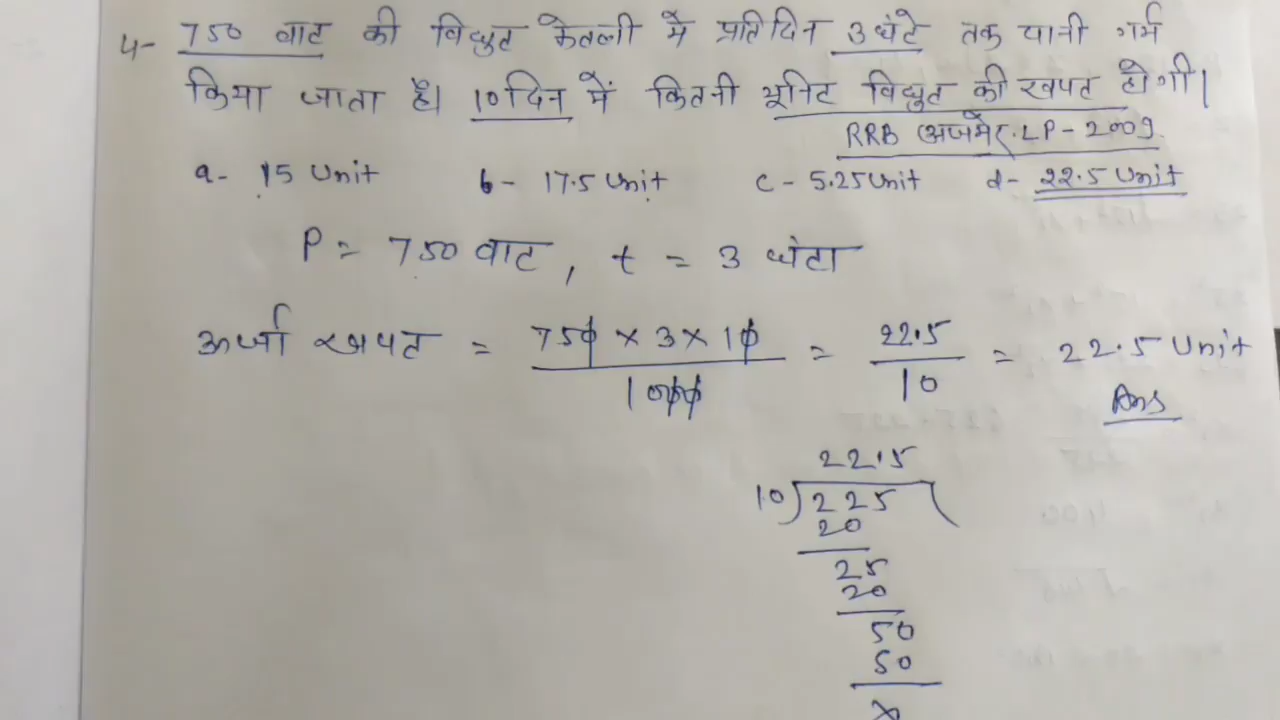 4- 750 वाट की विद्युत केतली में प्रतिदिन 3 घंटे तक पानी गर्म
किया जाता है। 10 दिन में कितनी यूनिट विद्युत की खपत होगी।
RRB अजमेर. LP - 2009.
a- 15 Unit b- 17.5 Unit c- 5.25 Unit d- 22.5 Unit
P = 750 वाट, t = 3 घंटा
ऊर्जा खपत = 750 x 3 x 10 / 1000 = 22.5 / 10 = 22.5 Unit
Ans
22.5
10 ) 225 (
20
25
20
50
50
x